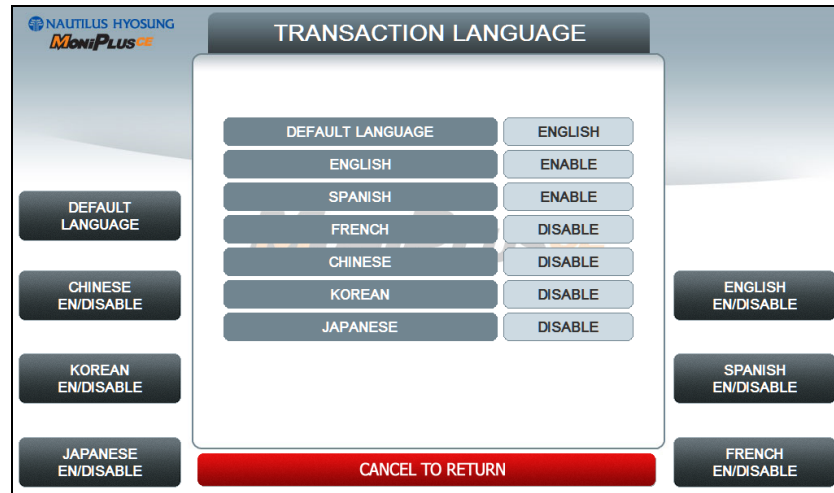 NAUTILUS HYOSUNG
MoniPlusCE
TRANSACTION LANGUAGE
DEFAULT LANGUAGE ENGLISH
ENGLISH ENABLE
SPANISH ENABLE
FRENCH DISABLE
CHINESE DISABLE
KOREAN DISABLE
JAPANESE DISABLE
DEFAULT
LANGUAGE
CHINESE
EN/DISABLE
KOREAN
EN/DISABLE
JAPANESE
EN/DISABLE
ENGLISH
EN/DISABLE
SPANISH
EN/DISABLE
FRENCH
EN/DISABLE
CANCEL TO RETURN